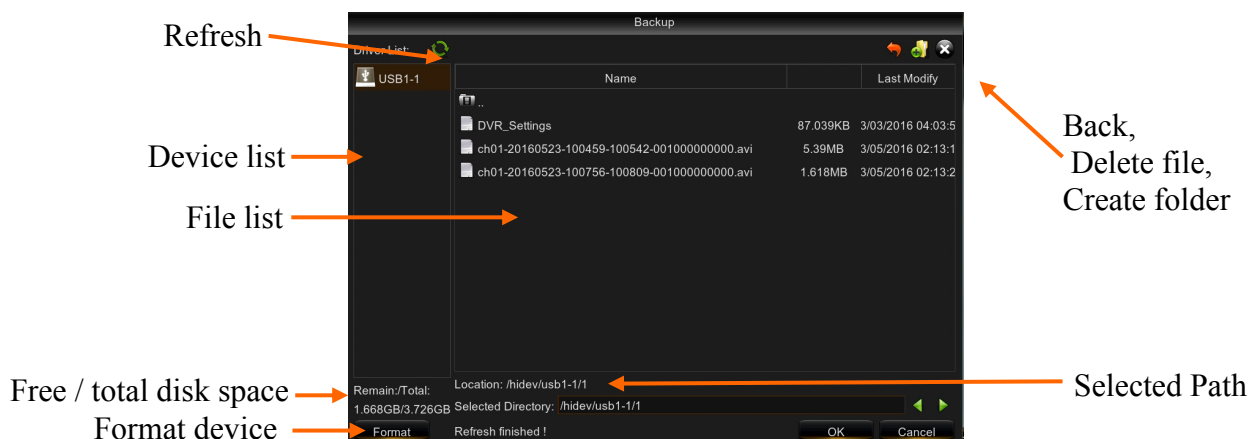 Backup
Refresh
Driver List:
USB1-1
Name
Last Modify
..
DVR_Settings 87.039KB 3/03/2016 04:03:5
ch01-20160523-100459-100542-001000000000.avi 5.39MB 3/05/2016 02:13:1
ch01-20160523-100756-100809-001000000000.avi 1.618MB 3/05/2016 02:13:2
Back,
Delete file,
Create folder
Device list
File list
Free / total disk space
Format device
Remain:/Total:
1.668GB/3.726GB
Location: /hidev/usb1-1/1
Selected Directory: /hidev/usb1-1/1
Selected Path
Format
Refresh finished !
OK
Cancel